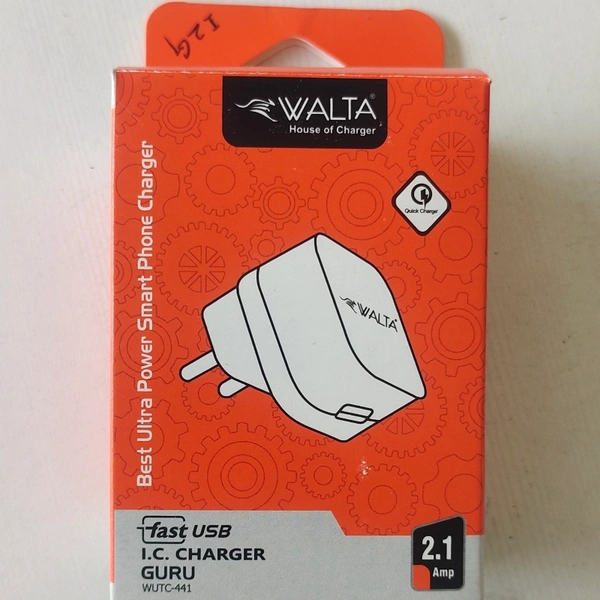 I29
WALTA®
House of Charger
Quick Charger
Best Ultra Power Smart Phone Charger
WALTA
fast USB
I.C. CHARGER
GURU
WUTC-441
2.1
Amp